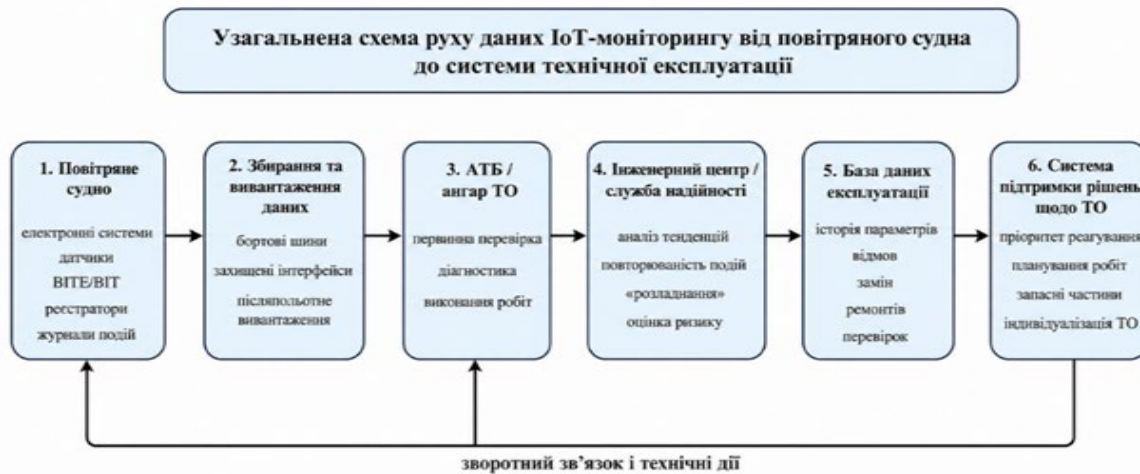 Узагальнена схема руху даних IoT-моніторингу від повітряного судна
до системи технічної експлуатації
1. Повітряне
судно
електронні системи
датчики
BITE/BIT
реєстратори
журнали подій
2. Збирання та
вивантаження
даних
бортові шини
захищені інтерфейси
післяпольотне
вивантаження
3. АТБ /
ангар ТО
первинна перевірка
діагностика
виконання робіт
4. Інженерний центр /
служба надійності
аналіз тенденцій
повторюваність подій
«розладнання»
оцінка ризику
5. База даних
експлуатації
історія параметрів
відмов
замін
ремонтів
перевірок
6. Система
підтримки рішень
щодо ТО
пріоритет реагування
планування робіт
запасні частини
індивідуалізація ТО
зворотний зв'язок і технічні дії